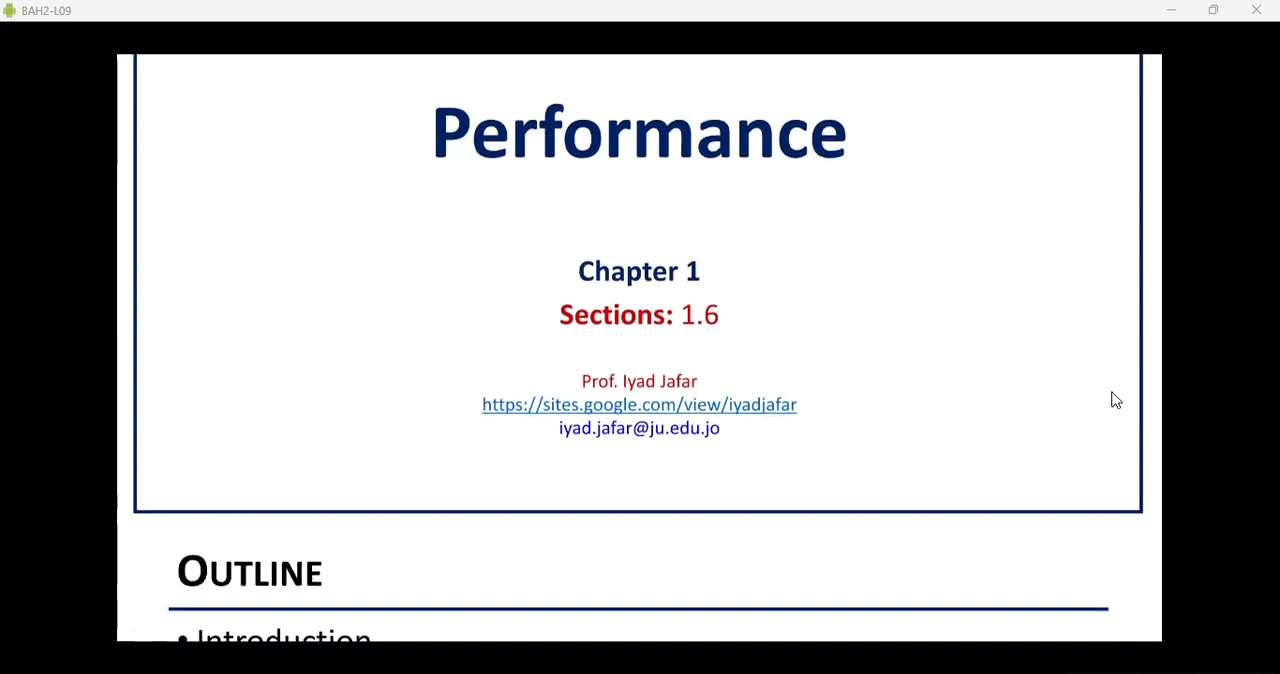 BAH2-L09
Performance
Chapter 1
Sections: 1.6
Prof. Iyad Jafar
https://sites.google.com/view/iyadjafar
iyad.jafar@ju.edu.jo
OUTLINE
• Introduction